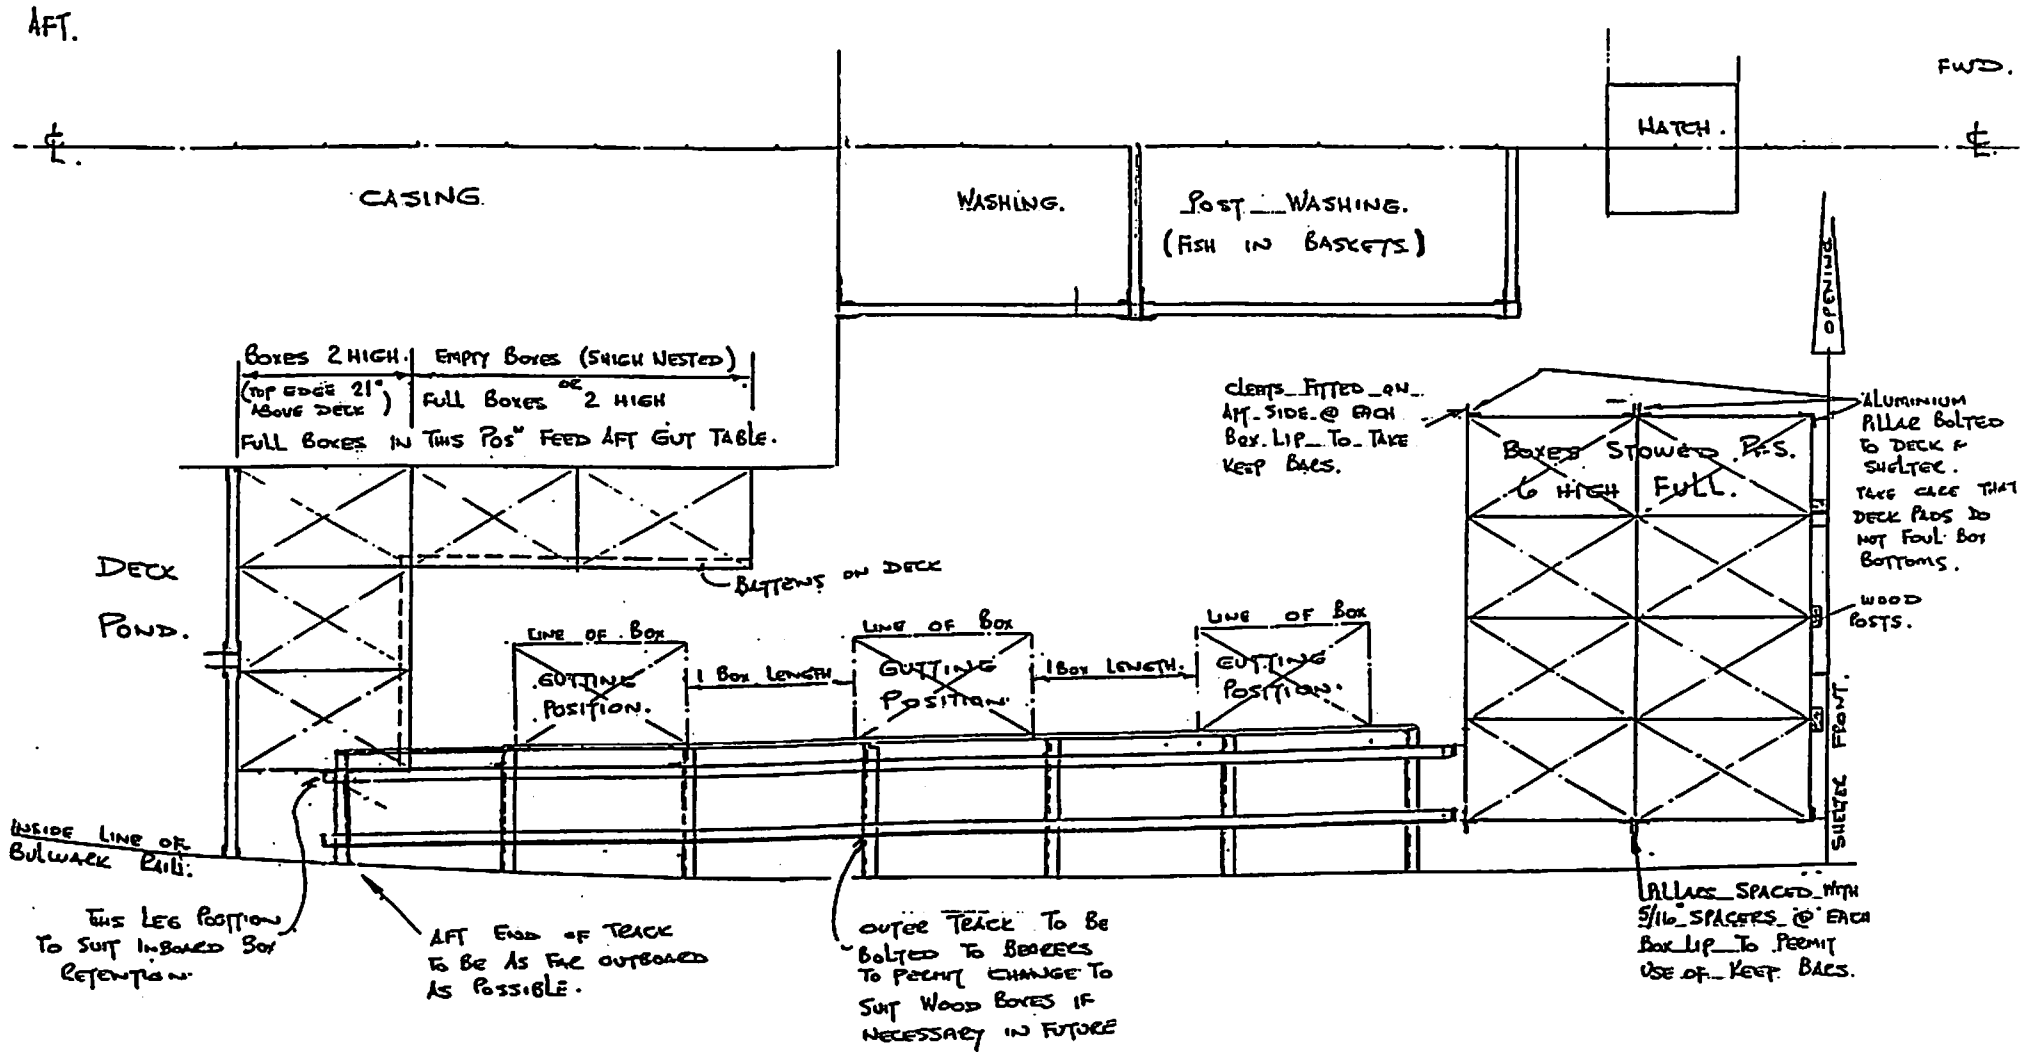 AFT.
FWD.
HATCH.
CL.
CL.
CASING.
WASHING.
POST WASHING.
(FISH IN BASKETS)
OPENING
BOXES 2 HIGH.
(TOP EDGE 21"
ABOVE DECK)
EMPTY BOXES (5 HIGH NESTED)
OR
FULL BOXES 2 HIGH
FULL BOXES IN THIS POSN FEED AFT GUT TABLE.
CLEATS FITTED ON
AFT SIDE @ EACH
BOX LIP TO TAKE
KEEP BARS.
BOXES STOWED P.&S.
6 HIGH FULL.
ALUMINIUM
PILLAR BOLTED
TO DECK &
SHELTER.
TAKE CARE THAT
DECK PADS DO
NOT FOUL BOX
BOTTOMS.
WOOD
POSTS.
DECK
POND.
BATTENS ON DECK
LINE OF BOX
GUTTING
POSITION.
1 BOX LENGTH
LINE OF BOX
GUTTING
POSITION.
1 BOX LENGTH.
LINE OF BOX
GUTTING
POSITION.
SHELTER FRONT.
INSIDE LINE OF
BULWARK RAIL.
THIS LEG POSITION
TO SUIT INBOARD BOX
RETENTION.
AFT END OF TRACK
TO BE AS FAR OUTBOARD
AS POSSIBLE.
OUTER TRACK TO BE
BOLTED TO BEARERS
TO PERMIT CHANGE TO
SUIT WOOD BOXES IF
NECESSARY IN FUTURE
PILLARS SPACED WITH
5/16" SPACERS @ EACH
BOX LIP TO PERMIT
USE OF KEEP BARS.